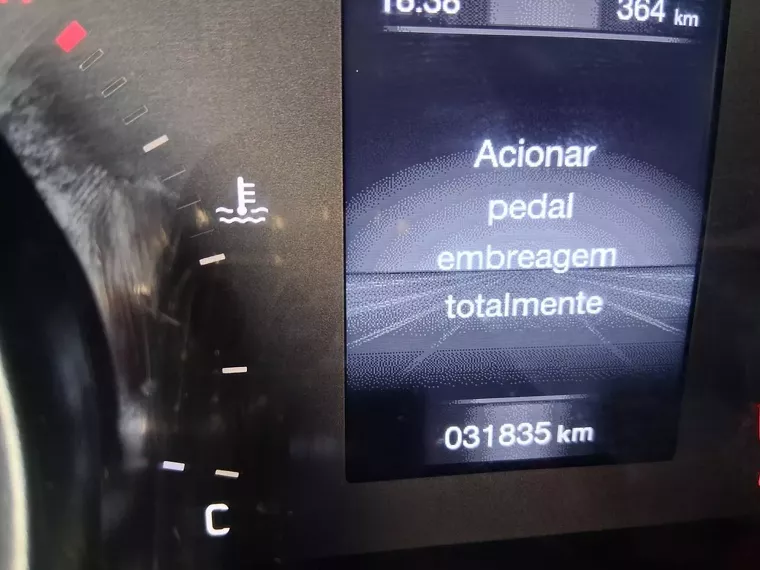 364 km
Acionar
pedal
embreagem
totalmente
031835 km
C